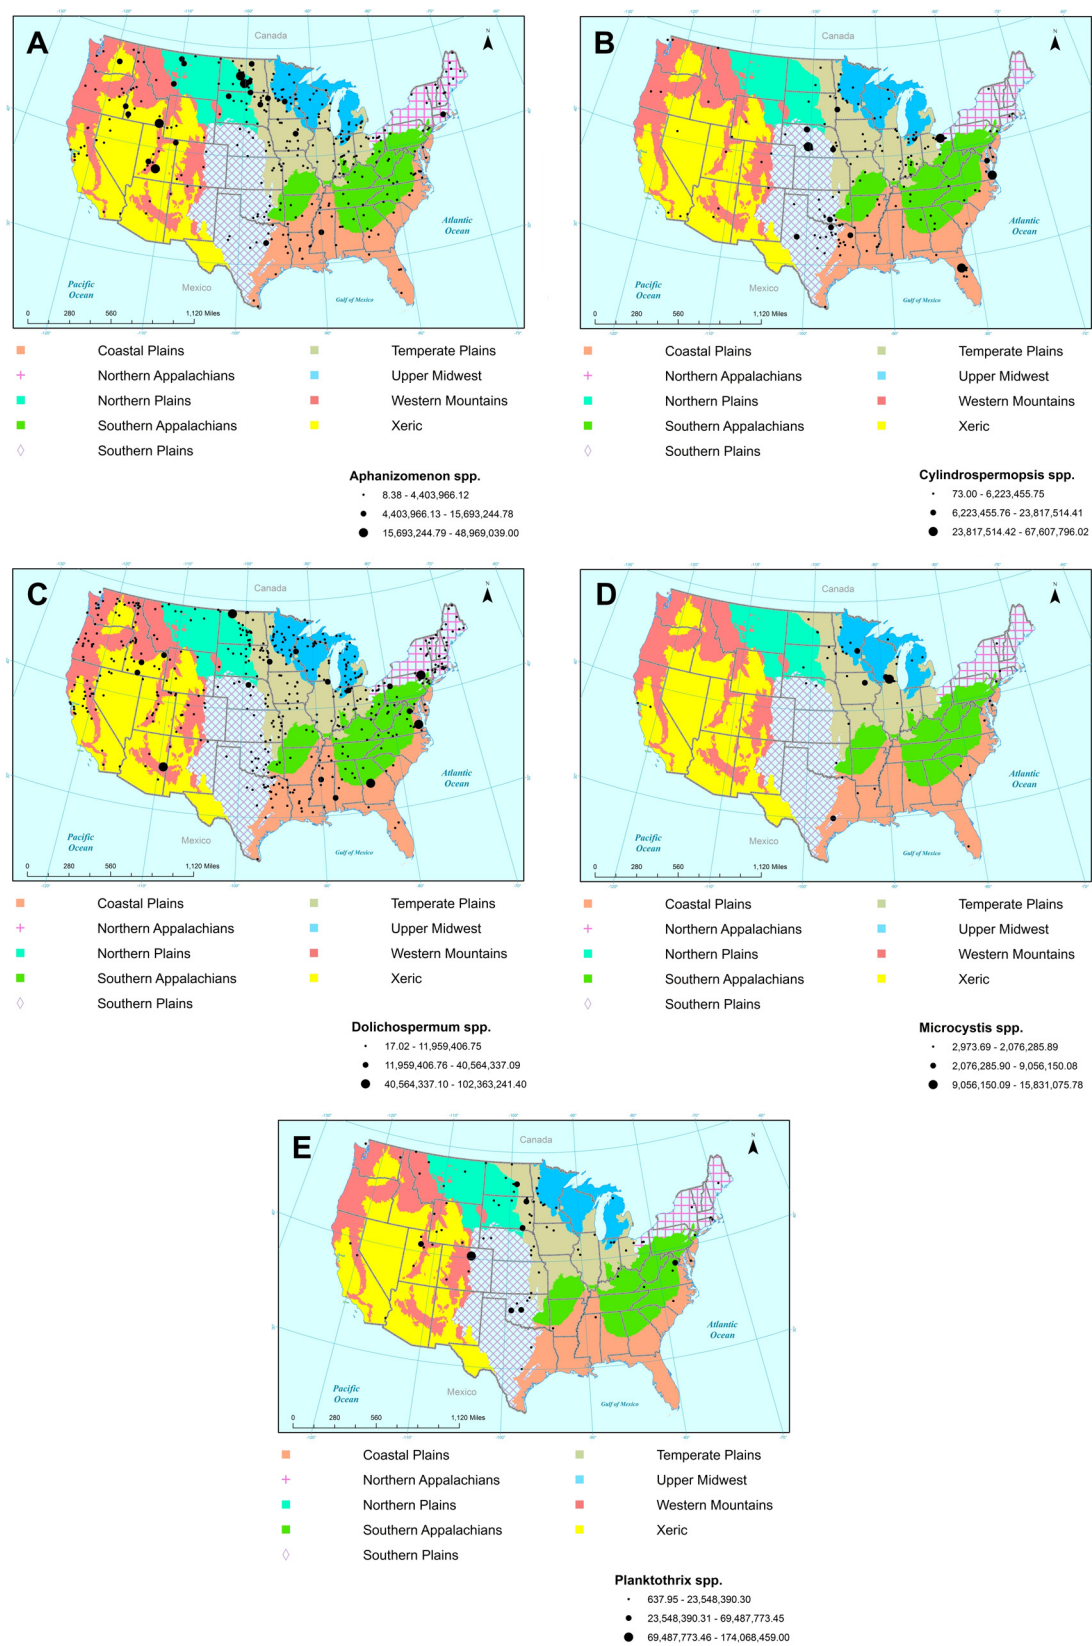 A
Canada
N
Atlantic
Ocean
Pacific
Ocean
Mexico
Gulf of Mexico
0 280 560 1,120 Miles
Coastal Plains Temperate Plains
Northern Appalachians Upper Midwest
Northern Plains Western Mountains
Southern Appalachians Xeric
Southern Plains
Aphanizomenon spp.
8.38 - 4,403,966.12
4,403,966.13 - 15,693,244.78
15,693,244.79 - 48,969,039.00
B
Canada
N
Atlantic
Ocean
Pacific
Ocean
Mexico
Gulf of Mexico
0 280 560 1,120 Miles
Coastal Plains Temperate Plains
Northern Appalachians Upper Midwest
Northern Plains Western Mountains
Southern Appalachians Xeric
Southern Plains
Cylindrospermopsis spp.
73.00 - 6,223,455.75
6,223,455.76 - 23,817,514.41
23,817,514.42 - 67,607,796.02
C
Canada
N
Atlantic
Ocean
Pacific
Ocean
Mexico
Gulf of Mexico
0 280 560 1,120 Miles
Coastal Plains Temperate Plains
Northern Appalachians Upper Midwest
Northern Plains Western Mountains
Southern Appalachians Xeric
Southern Plains
Dolichospermum spp.
17.02 - 11,959,406.75
11,959,406.76 - 40,564,337.09
40,564,337.10 - 102,363,241.40
D
Canada
N
Atlantic
Ocean
Pacific
Ocean
Mexico
Gulf of Mexico
0 280 560 1,120 Miles
Coastal Plains Temperate Plains
Northern Appalachians Upper Midwest
Northern Plains Western Mountains
Southern Appalachians Xeric
Southern Plains
Microcystis spp.
2,973.69 - 2,076,285.89
2,076,285.90 - 9,056,150.08
9,056,150.09 - 15,831,075.78
E
Canada
N
Atlantic
Ocean
Pacific
Ocean
Mexico
Gulf of Mexico
0 280 560 1,120 Miles
Coastal Plains Temperate Plains
Northern Appalachians Upper Midwest
Northern Plains Western Mountains
Southern Appalachians Xeric
Southern Plains
Planktothrix spp.
637.95 - 23,548,390.30
23,548,390.31 - 69,487,773.45
69,487,773.46 - 174,068,459.00